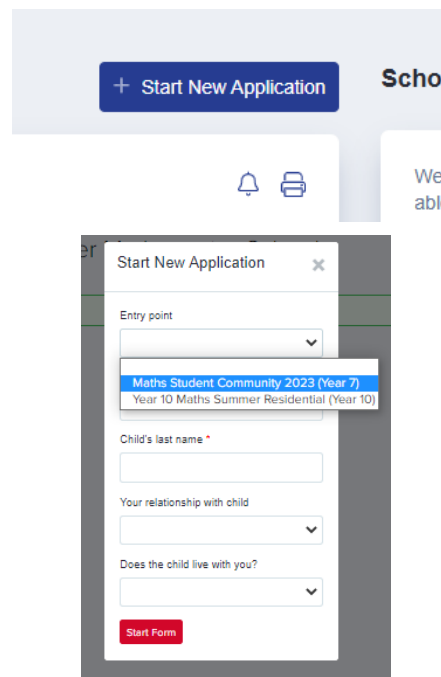 + Start New Application
Scho
We
abl
er
Start New Application ×
Entry point
Maths Student Community 2023 (Year 7)
Year 10 Maths Summer Residential (Year 10)
Child's last name *
Your relationship with child
Does the child live with you?
Start Form